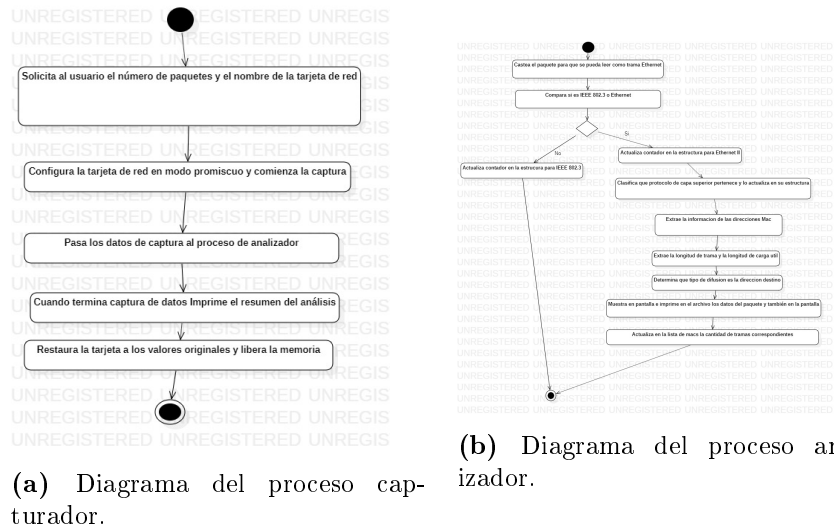 Solicita al usuario el número de paquetes y el nombre de la tarjeta de red
Configura la tarjeta de red en modo promiscuo y comienza la captura
Pasa los datos de captura al proceso de analizador
Cuando termina captura de datos Imprime el resumen del análisis
Restaura la tarjeta a los valores originales y libera la memoria
(a) Diagrama del proceso cap-
turador.
Castea el paquete para que se pueda leer como trama Ethernet
Compara si es IEEE 802.3 o Ethernet
No
Si
Actualiza contador en la estrucura para IEEE 802.3
Actualiza contador en la estructura para Ethernet II
Clasifica que protocolo de capa superior pertenece y lo actualiza en su estructura
Extrae la informacion de las direcciones Mac
Extrae la longitud de trama y la longitud de carga util
Determina que tipo de difusion es la direccion destino
Muestra en pantalla e imprime en el archivo los datos del paquete y también en la pantalla
Actualiza en la lista de macs la cantidad de tramas correspondientes
(b) Diagrama del proceso an
izador.
UNREGISTERED